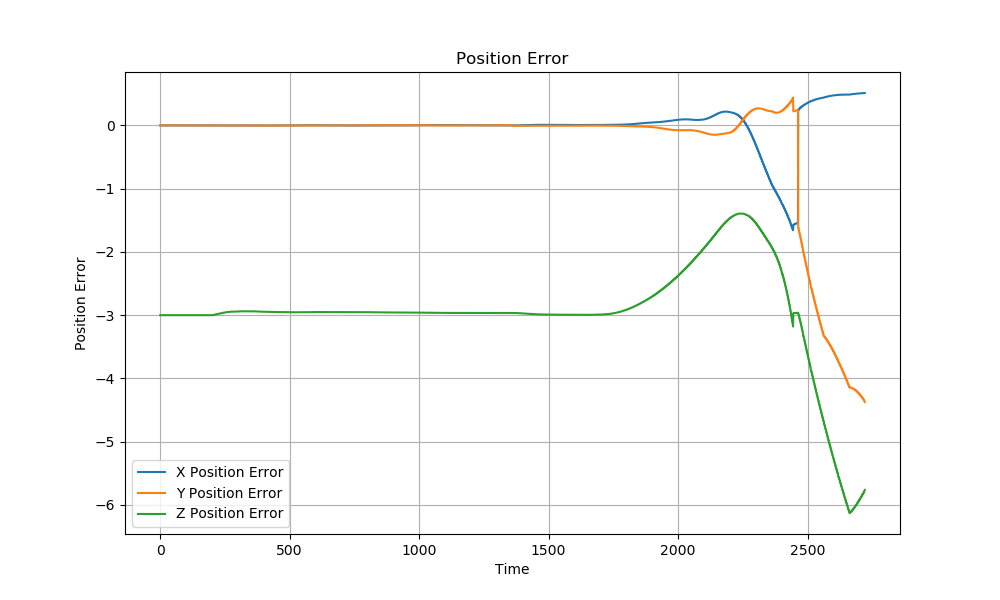 Position Error
Position Error
0
−1
−2
−3
−4
−5
−6
X Position Error
Y Position Error
Z Position Error
0 500 1000 1500 2000 2500
Time